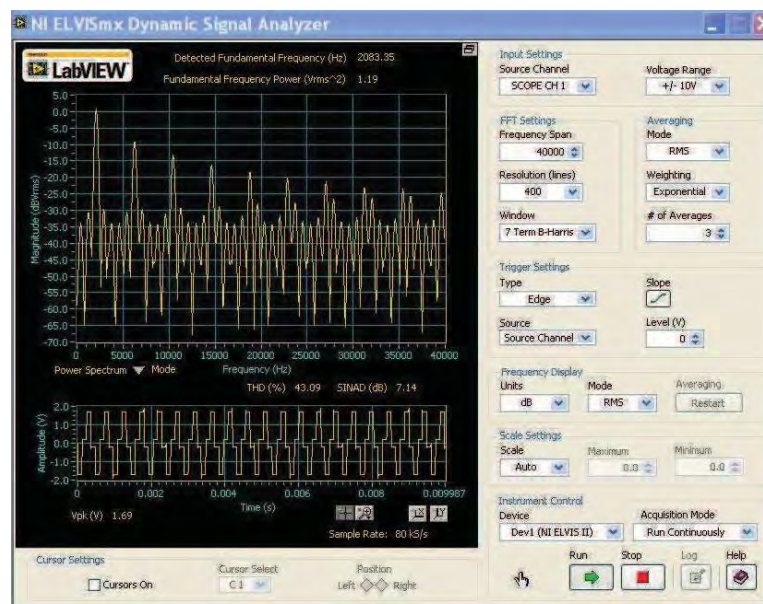 NI ELVISmx Dynamic Signal Analyzer
LabVIEW
Detected Fundamental Frequency (Hz) 2083.35
Fundamental Frequency Power (Vrms^2) 1.19
Magnitude (dBVrms)
5.0
0.0
-5.0
-10.0
-15.0
-20.0
-25.0
-30.0
-35.0
-40.0
-45.0
-50.0
-55.0
-60.0
-65.0
-70.0
0 5000 10000 15000 20000 25000 30000 35000 40000
Power Spectrum Mode Frequency (Hz)
THD (%) 43.09 SINAD (dB) 7.14
Amplitude (V)
2.0
1.0
0.0
-1.0
-2.0
0 0.002 0.004 0.006 0.008 0.009987
Time (s)
Vpk (V) 1.69
Sample Rate: 80 kS/s
Cursor Settings
Cursors On
Cursor Select
C1
Position
Left Right
Input Settings
Source Channel Voltage Range
SCOPE CH 1 +/- 10V
FFT Settings
Frequency Span
40000
Resolution (lines)
400
Window
7 Term B-Harris
Averaging
Mode
RMS
Weighting
Exponential
# of Averages
3
Trigger Settings
Type Slope
Edge
Source Level (V)
Source Channel 0
Frequency Display
Units Mode Averaging
dB RMS Restart
Scale Settings
Scale Maximum Minimum
Auto 0.0 0.0
Instrument Control
Device Acquisition Mode
Dev1 (NI ELVIS II) Run Continuously
Run Stop Log Help